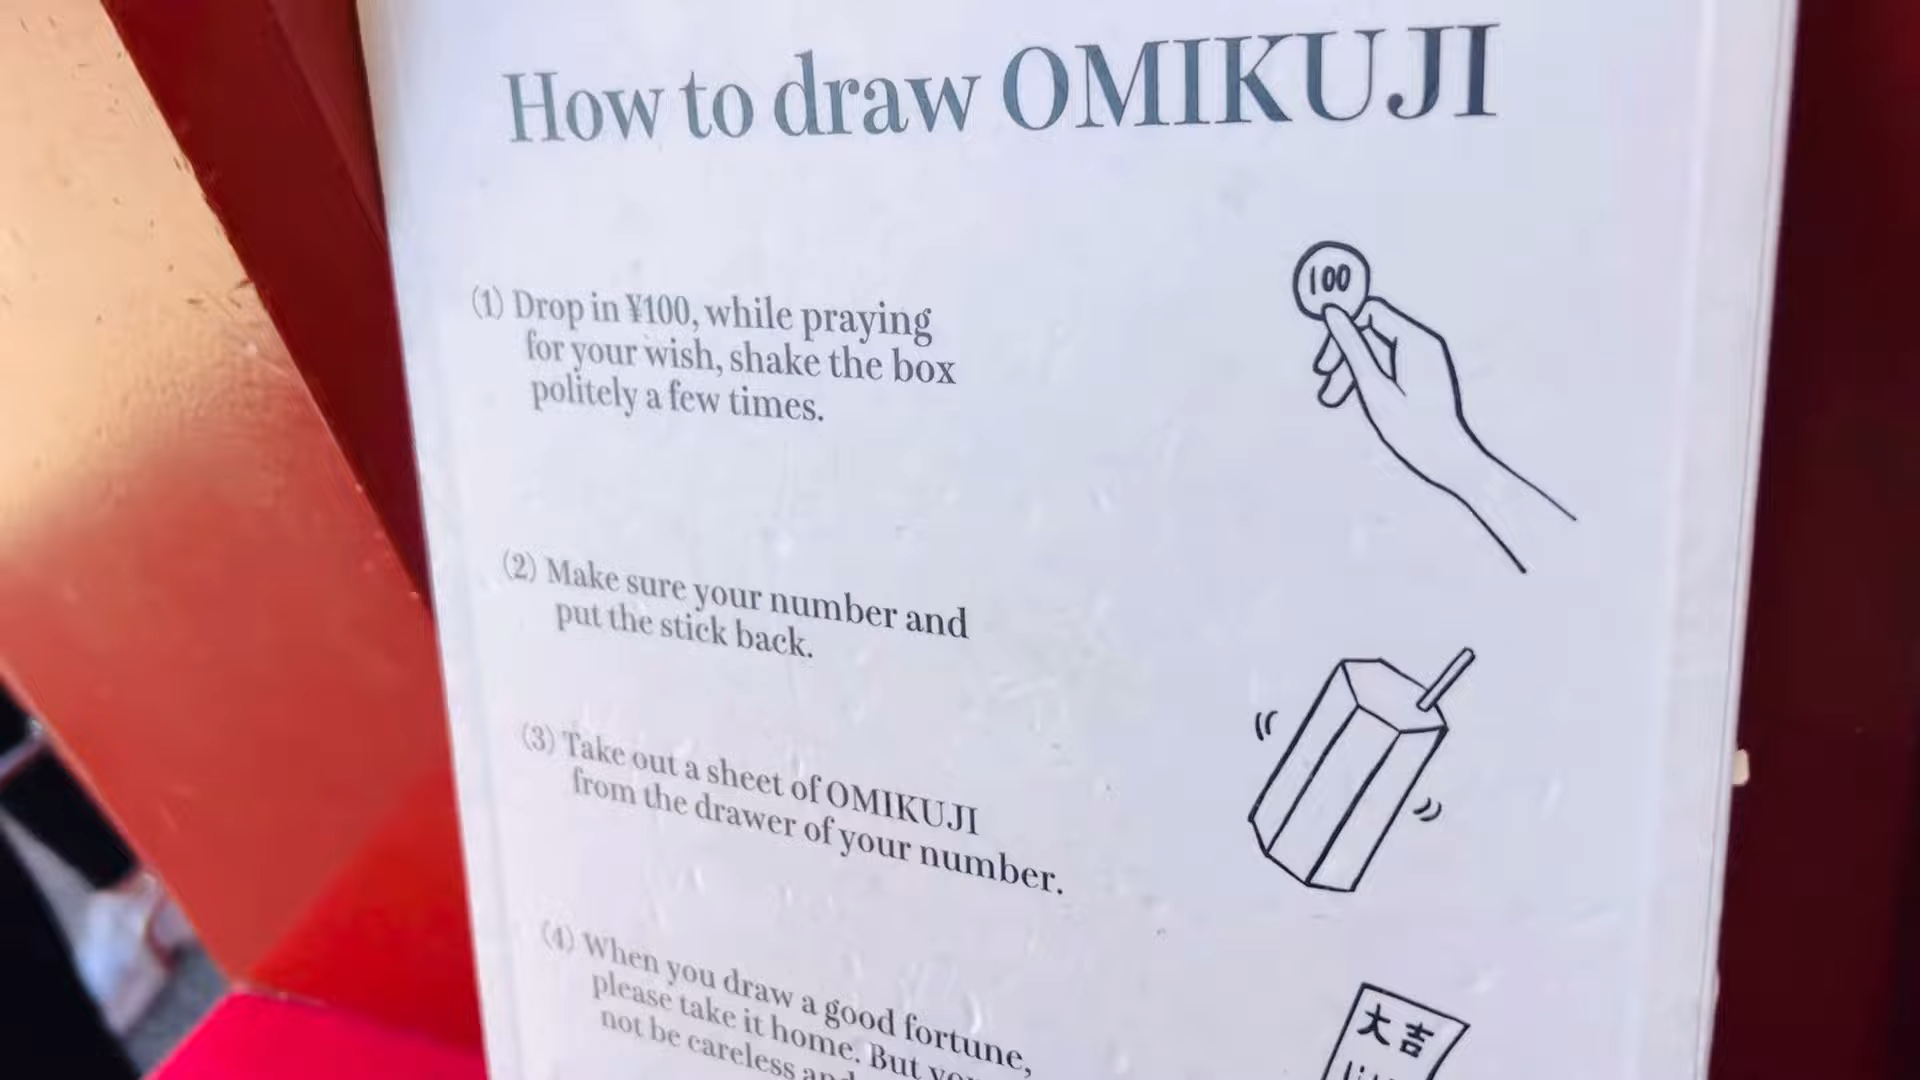 How to draw OMIKUJI
100
(1) Drop in ¥100, while praying
for your wish, shake the box
politely a few times.
(2) Make sure your number and
put the stick back.
(3) Take out a sheet of OMIKUJI
from the drawer of your number.
(4) When you draw a good fortune,
please take it home. But
not be careless
大吉